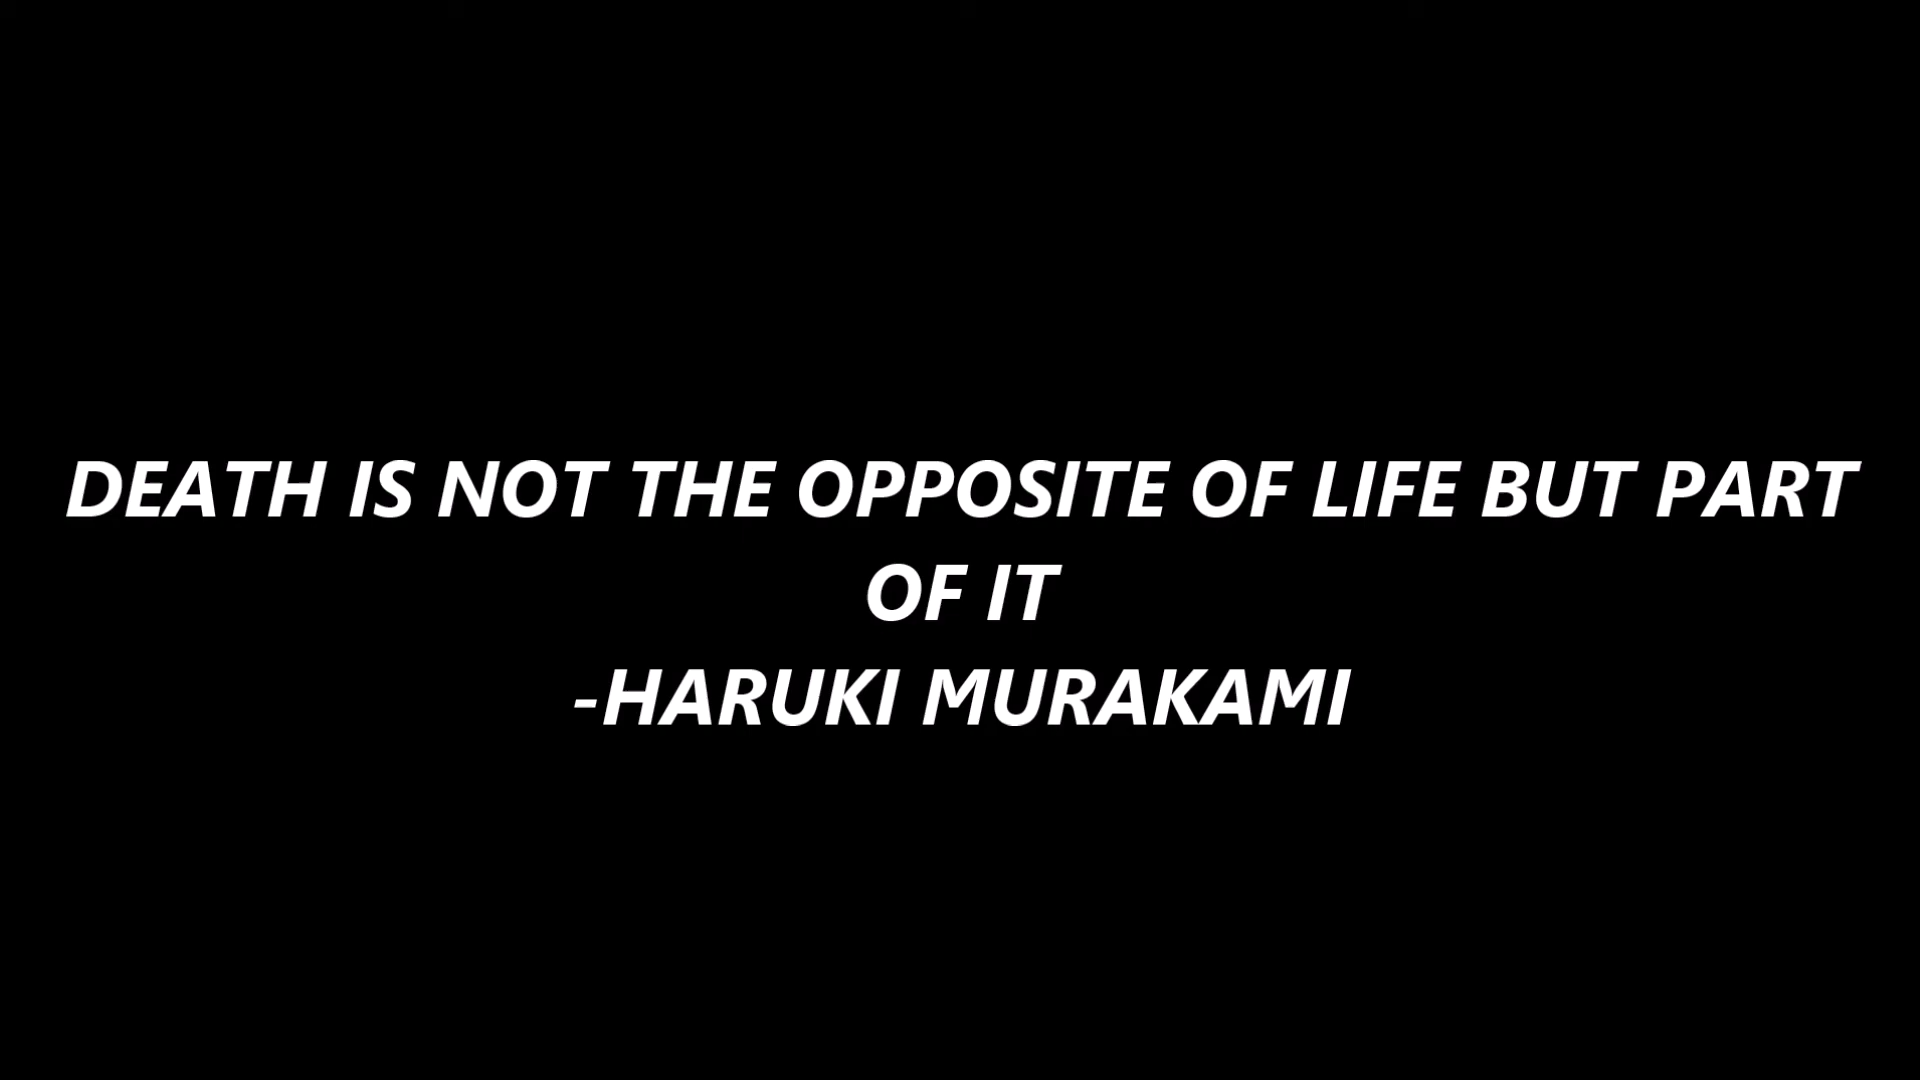 DEATH IS NOT THE OPPOSITE OF LIFE BUT PART
OF IT
-HARUKI MURAKAMI